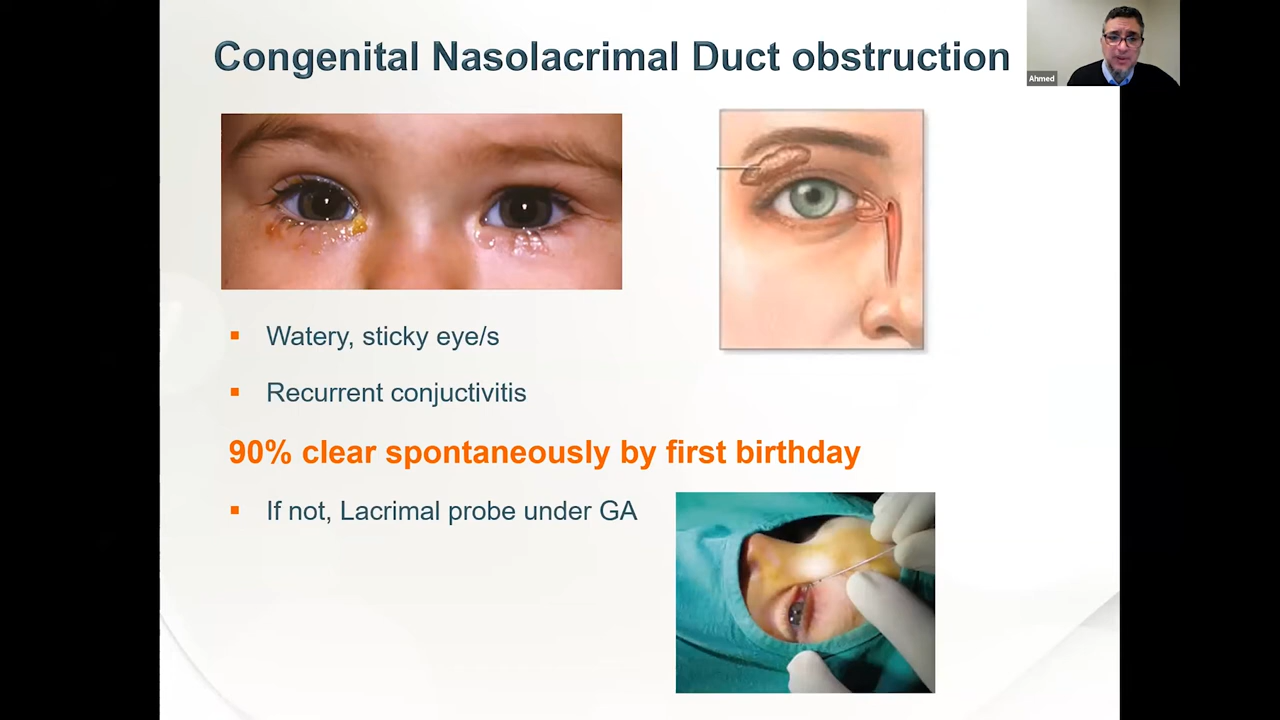 Congenital Nasolacrimal Duct obstruction
Ahmed
▪ Watery, sticky eye/s
▪ Recurrent conjuctivitis
90% clear spontaneously by first birthday
▪ If not, Lacrimal probe under GA